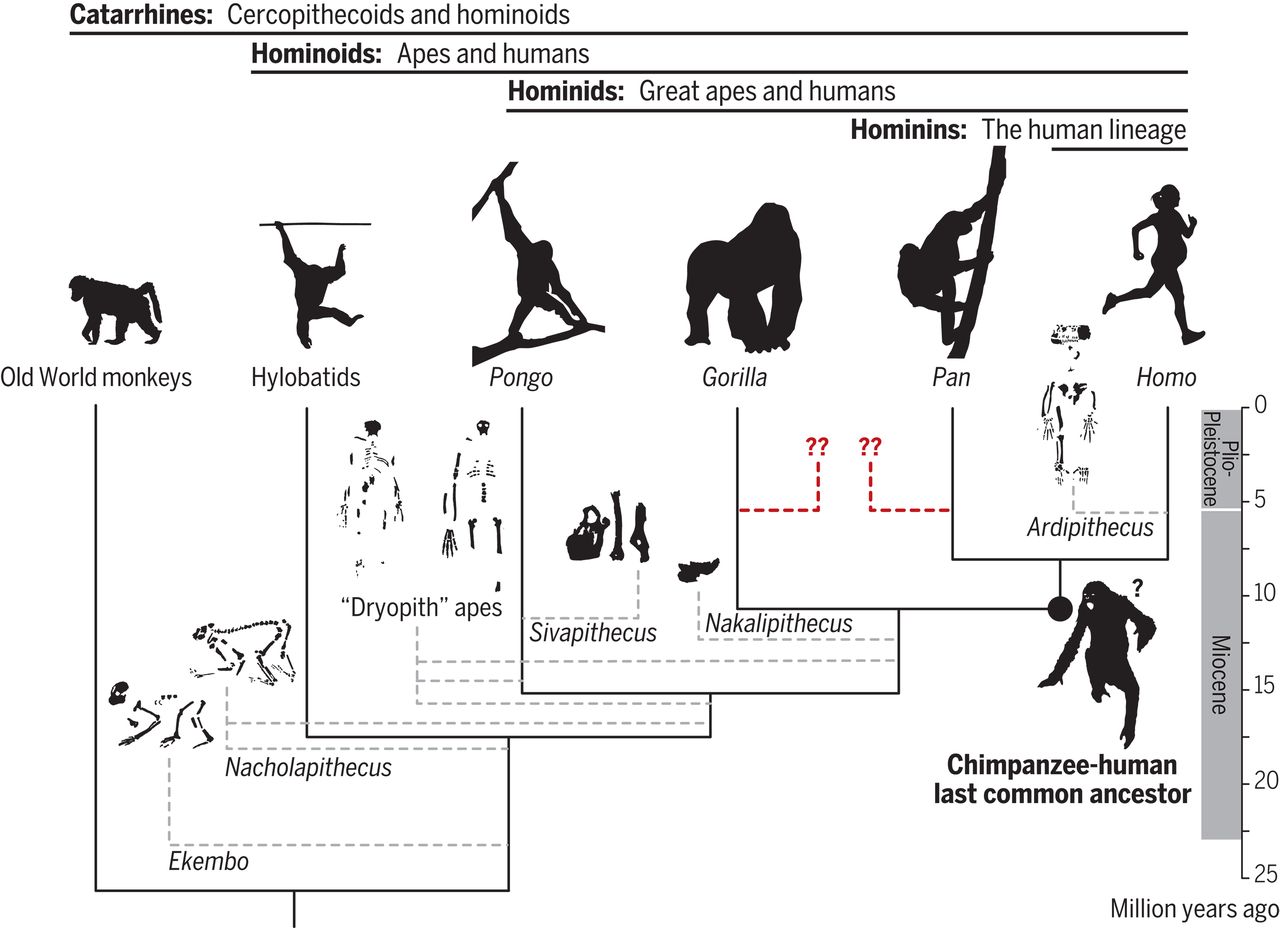 Catarrhines: Cercopithecoids and hominoids
Hominoids: Apes and humans
Hominids: Great apes and humans
Hominins: The human lineage
Old World monkeys
Hylobatids
Pongo
Gorilla
Pan
Homo
0
Plio-
Pleistocene
??
??
5
Ardipithecus
10
?
"Dryopith" apes
Sivapithecus
Nakalipithecus
Miocene
15
Nacholapithecus
Chimpanzee-human
last common ancestor
20
Ekembo
25
Million years ago